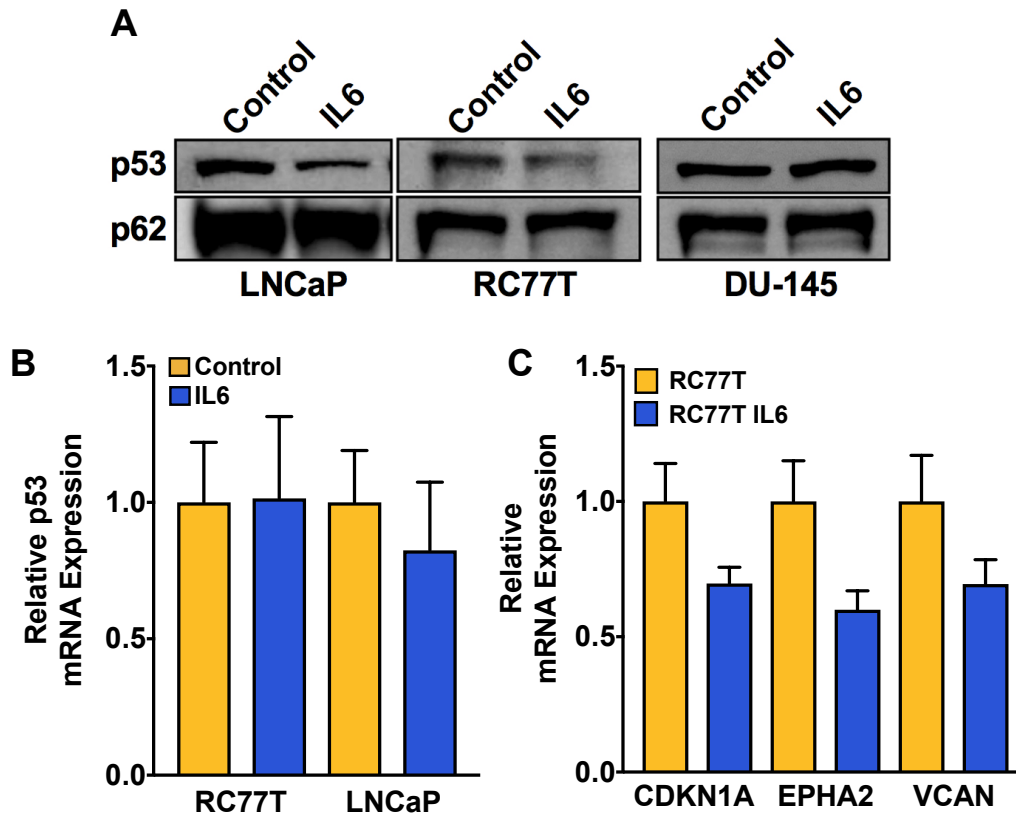 A
Control IL6 Control IL6 Control IL6
p53
p62
LNCaP RC77T DU-145
B
Relative p53
mRNA Expression
1.5
1.0
0.5
0.0
Control
IL6
RC77T LNCaP
C
Relative
mRNA Expression
1.5
1.0
0.5
0.0
RC77T
RC77T IL6
CDKN1A EPHA2 VCAN